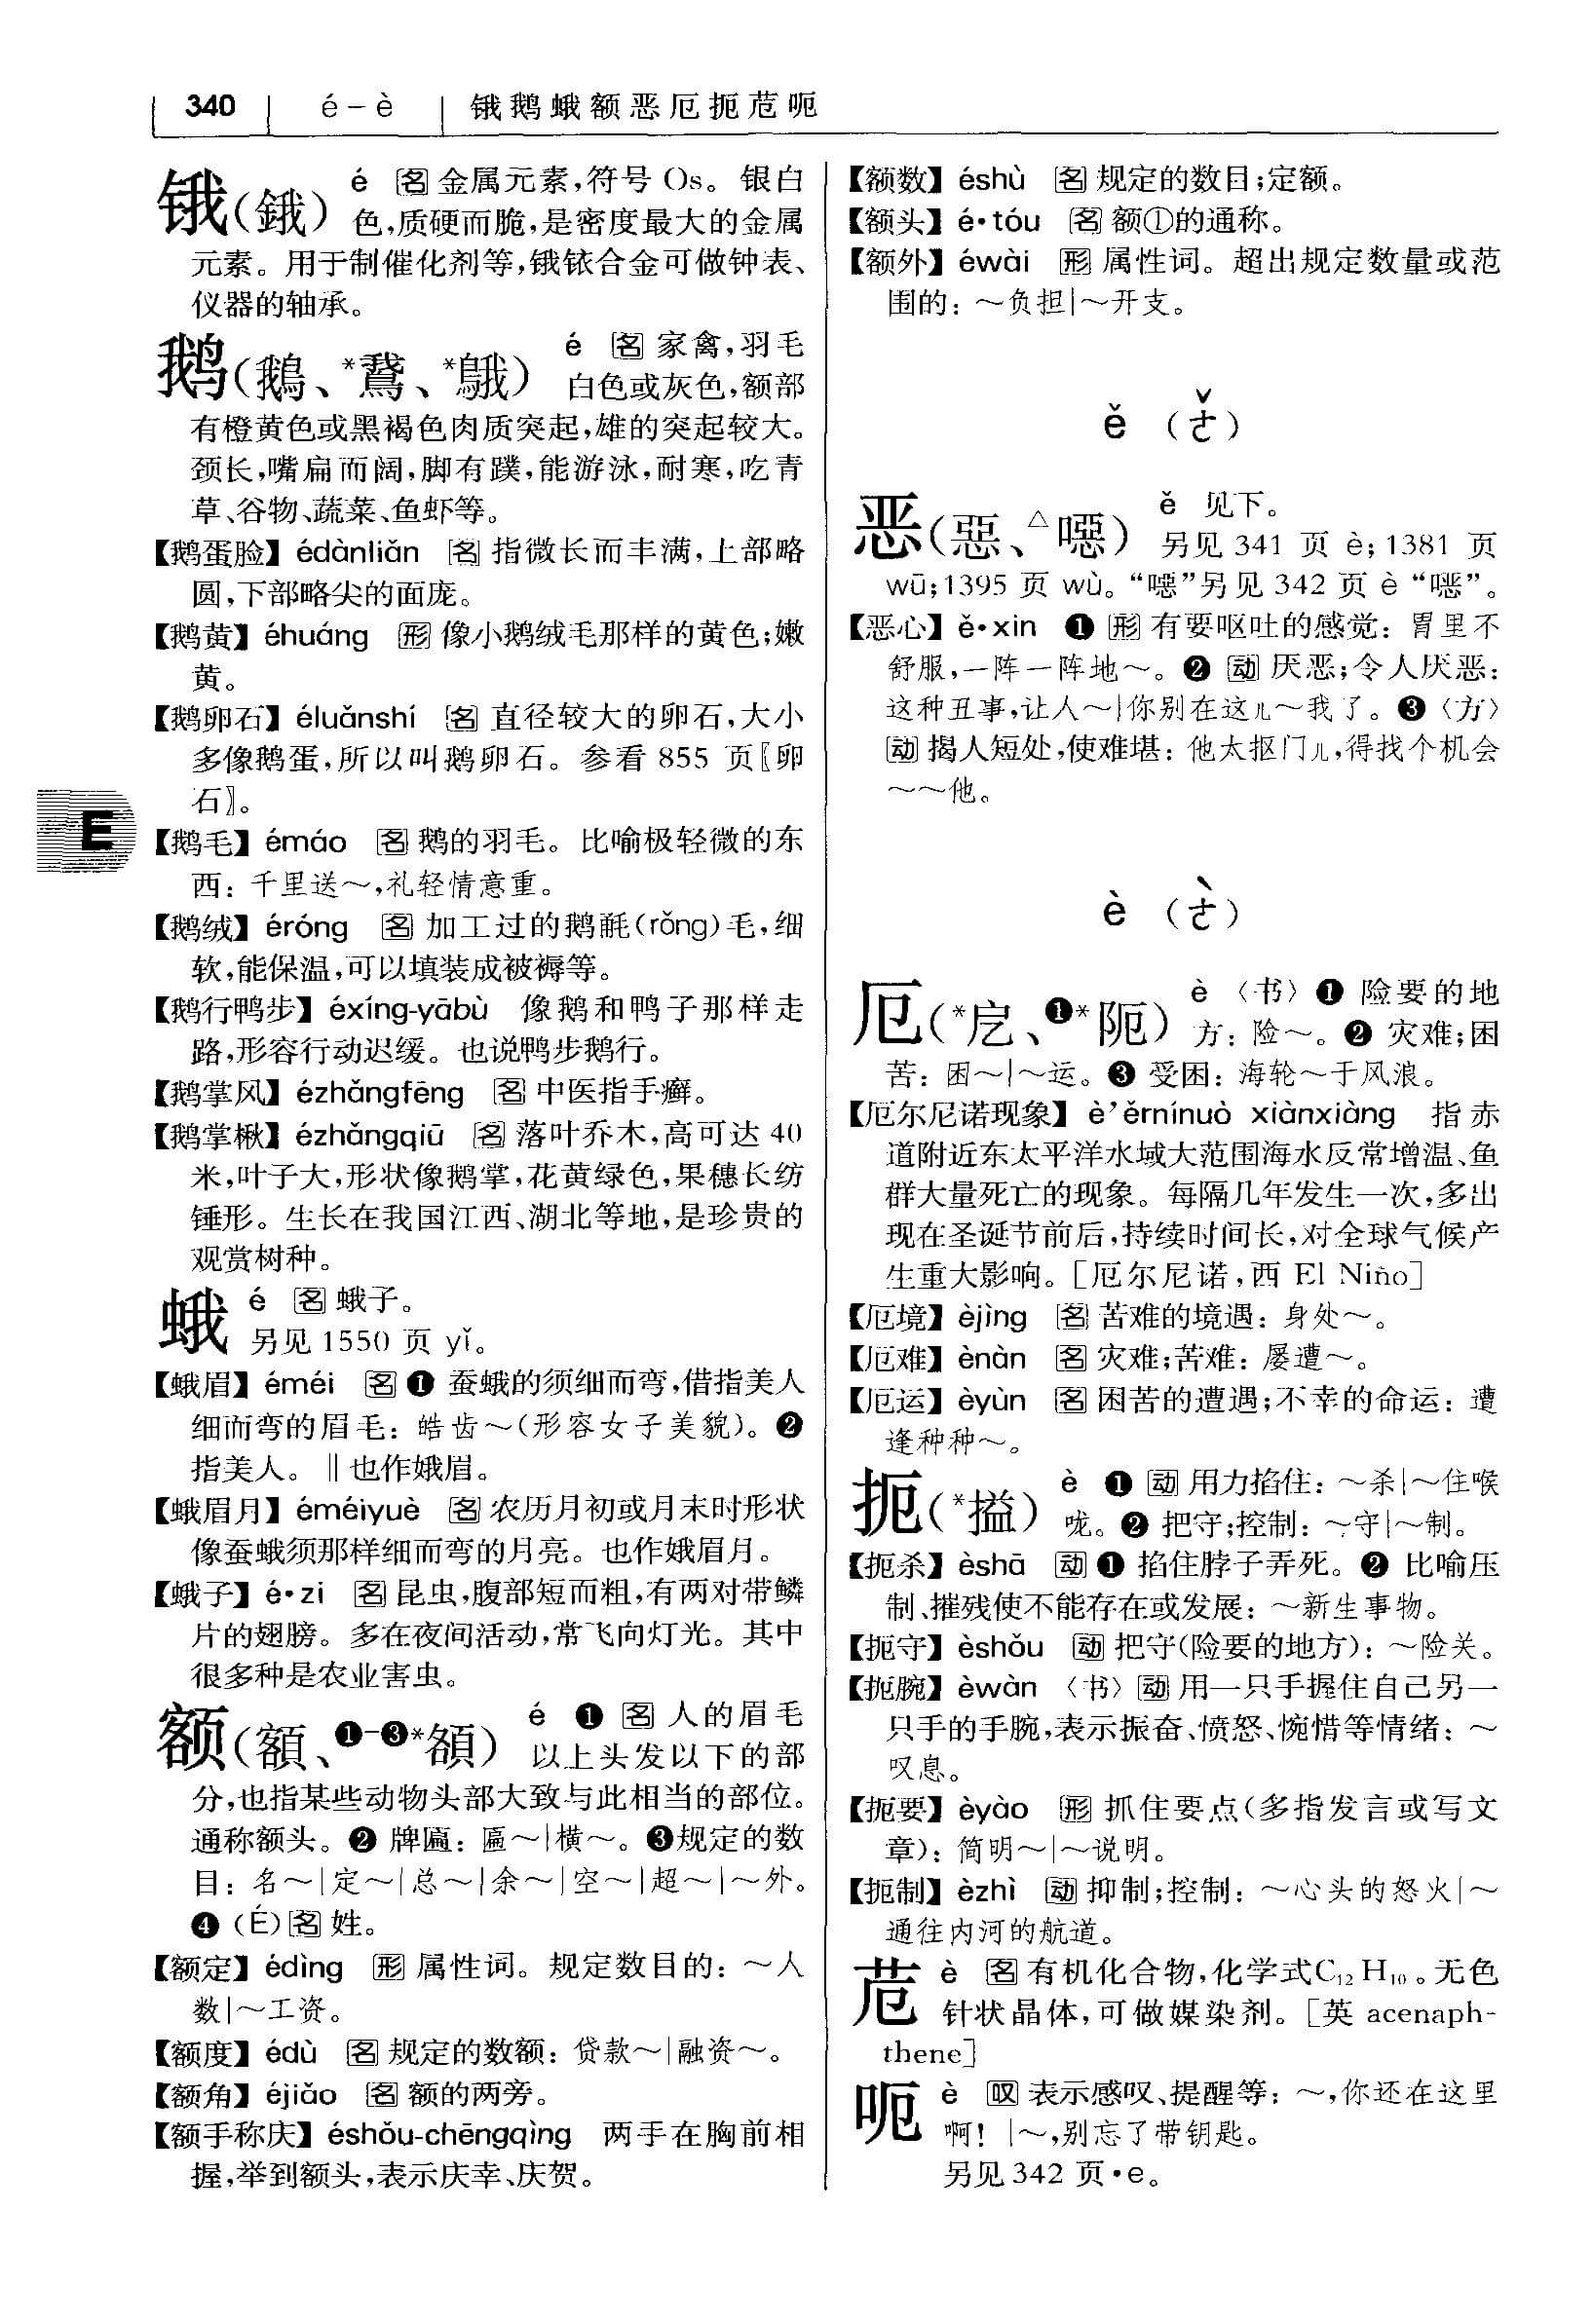 340 é－è 锇鹅蛾额恶厄扼苊呃
锇(鋨) é 名 金属元素,符号 Os。银白
色,质硬而脆,是密度最大的金属
元素。用于制催化剂等,锇铱合金可做钟表、
仪器的轴承。
鹅(鵝、*鵞、*䳘) é 名 家禽,羽毛
白色或灰色,额部
有橙黄色或黑褐色肉质突起,雄的突起较大。
颈长,嘴扁而阔,脚有蹼,能游泳,耐寒,吃青
草、谷物、蔬菜、鱼虾等。
【鹅蛋脸】édànliǎn 名 指微长而丰满,上部略
圆,下部略尖的面庞。
【鹅黄】éhuáng 形 像小鹅绒毛那样的黄色;嫩
黄。
【鹅卵石】éluǎnshí 名 直径较大的卵石,大小
多像鹅蛋,所以叫鹅卵石。参看 855 页〖卵
石〗。
E
【鹅毛】émáo 名 鹅的羽毛。比喻极轻微的东
西：千里送～,礼轻情意重。
【鹅绒】éróng 名 加工过的鹅毪(rǒng)毛,细
软,能保温,可以填装成被褥等。
【鹅行鸭步】éxíng-yābù 像鹅和鸭子那样走
路,形容行动迟缓。也说鸭步鹅行。
【鹅掌风】ézhǎngfēng 名 中医指手癣。
【鹅掌楸】ézhǎngqiū 名 落叶乔木,高可达 40
米,叶子大,形状像鹅掌,花黄绿色,果穗长纺
锤形。生长在我国江西、湖北等地,是珍贵的
观赏树种。
蛾 é 名 蛾子。
另见 1550 页 yǐ。
【蛾眉】éméi 名 ❶ 蚕蛾的须细而弯,借指美人
细而弯的眉毛：皓齿～(形容女子美貌)。❷
指美人。‖也作娥眉。
【蛾眉月】éméiyuè 名 农历月初或月末时形状
像蚕蛾须那样细而弯的月亮。也作娥眉月。
【蛾子】é•zi 名 昆虫,腹部短而粗,有两对带鳞
片的翅膀。多在夜间活动,常飞向灯光。其中
很多种是农业害虫。
额(額、❶-❸*頟) é ❶ 名 人的眉毛
以上头发以下的部
分,也指某些动物头部大致与此相当的部位。
通称额头。❷ 牌匾：匾～|横～。❸规定的数
目：名～|定～|总～|余～|空～|超～|～外。
❹ (É)名 姓。
【额定】édìng 形 属性词。规定数目的：～人
数|～工资。
【额度】édù 名 规定的数额：贷款～|融资～。
【额角】éjiǎo 名 额的两旁。
【额手称庆】éshǒu-chēngqìng 两手在胸前相
握,举到额头,表示庆幸、庆贺。
【额数】éshù 名 规定的数目;定额。
【额头】é•tóu 名 额①的通称。
【额外】éwài 形 属性词。超出规定数量或范
围的：～负担|～开支。
ě (ㄜˇ)
恶(惡、△噁) ě 见下。
另见 341 页 è;1381 页
wū;1395 页 wù。“噁”另见 342 页 è “噁”。
【恶心】ě•xin ❶ 形 有要呕吐的感觉：胃里不
舒服,一阵一阵地～。❷ 动 厌恶;令人厌恶：
这种丑事,让人～|你别在这儿～我了。❸〈方〉
动 揭人短处,使难堪：他太抠门儿,得找个机会
～～他。
è (ㄜˋ)
厄(*戹、❶*阨) è 〈书〉❶ 险要的地
方：险～。❷ 灾难;困
苦：困～|～运。❸ 受困：海轮～于风浪。
【厄尔尼诺现象】è’ěrnínuò xiànxiàng 指赤
道附近东太平洋水域大范围海水反常增温、鱼
群大量死亡的现象。每隔几年发生一次,多出
现在圣诞节前后,持续时间长,对全球气候产
生重大影响。[厄尔尼诺,西 El Niño]
【厄境】èjìng 名 苦难的境遇：身处～。
【厄难】ènàn 名 灾难;苦难：屡遭～。
【厄运】èyùn 名 困苦的遭遇;不幸的命运：遭
逢种种～。
扼(*搤) è ❶ 动 用力掐住：～杀|～住喉
咙。❷ 把守;控制：～守|～制。
【扼杀】èshā 动 ❶ 掐住脖子弄死。❷ 比喻压
制、摧残使不能存在或发展：～新生事物。
【扼守】èshǒu 动 把守(险要的地方)：～险关。
【扼腕】èwàn 〈书〉动 用一只手握住自己另一
只手的手腕,表示振奋、愤怒、惋惜等情绪：～
叹息。
【扼要】èyào 形 抓住要点(多指发言或写文
章)：简明～|～说明。
【扼制】èzhì 动 抑制;控制：～心头的怒火|～
通往内河的航道。
苊 è 名 有机化合物,化学式C₁₂H₁₀。无色
针状晶体,可做媒染剂。[英 acenaph-
thene]
呃 è 叹 表示感叹、提醒等：～,你还在这里
啊！|～,别忘了带钥匙。
另见 342 页 •e。